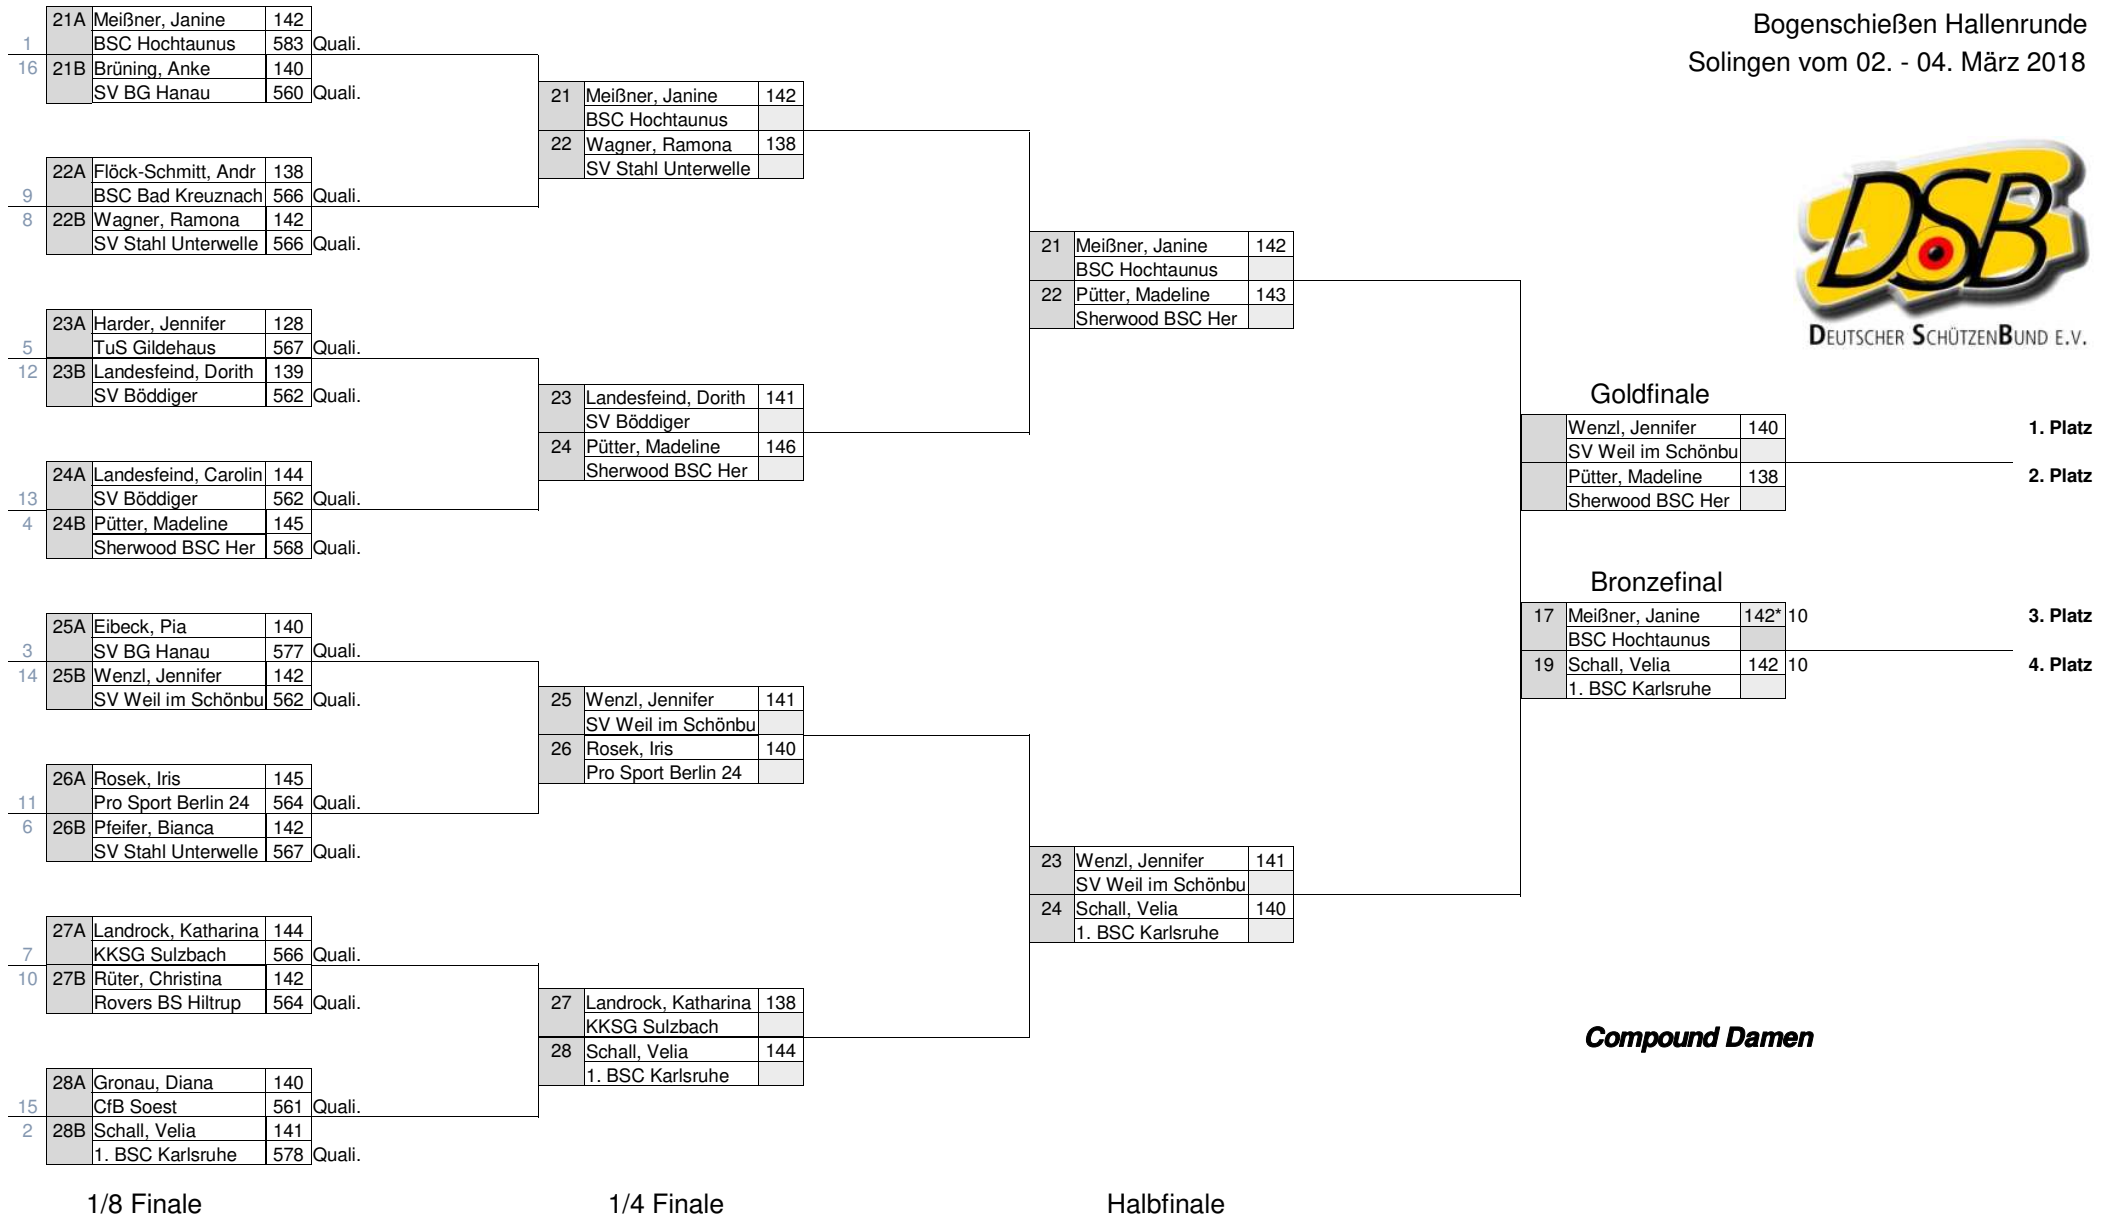 Bogenschießen Hallenrunde
Solingen vom 02. - 04. März 2018
DSB
DEUTSCHER SCHÜTZENBUND E.V.
21A Meißner, Janine 142
1 BSC Hochtaunus 583 Quali.
16 21B Brüning, Anke 140
SV BG Hanau 560 Quali.
22A Flöck-Schmitt, Andr 138
9 BSC Bad Kreuznach 566 Quali.
8 22B Wagner, Ramona 142
SV Stahl Unterwelle 566 Quali.
23A Harder, Jennifer 128
5 TuS Gildehaus 567 Quali.
12 23B Landesfeind, Dorith 139
SV Böddiger 562 Quali.
24A Landesfeind, Carolin 144
13 SV Böddiger 562 Quali.
4 24B Pütter, Madeline 145
Sherwood BSC Her 568 Quali.
25A Eibeck, Pia 140
3 SV BG Hanau 577 Quali.
14 25B Wenzl, Jennifer 142
SV Weil im Schönbu 562 Quali.
26A Rosek, Iris 145
11 Pro Sport Berlin 24 564 Quali.
6 26B Pfeifer, Bianca 142
SV Stahl Unterwelle 567 Quali.
27A Landrock, Katharina 144
7 KKSG Sulzbach 566 Quali.
10 27B Rüter, Christina 142
Rovers BS Hiltrup 564 Quali.
28A Gronau, Diana 140
15 CfB Soest 561 Quali.
2 28B Schall, Velia 141
1. BSC Karlsruhe 578 Quali.
1/8 Finale
21 Meißner, Janine 142
BSC Hochtaunus
22 Wagner, Ramona 138
SV Stahl Unterwelle
23 Landesfeind, Dorith 141
SV Böddiger
24 Pütter, Madeline 146
Sherwood BSC Her
25 Wenzl, Jennifer 141
SV Weil im Schönbu
26 Rosek, Iris 140
Pro Sport Berlin 24
27 Landrock, Katharina 138
KKSG Sulzbach
28 Schall, Velia 144
1. BSC Karlsruhe
1/4 Finale
21 Meißner, Janine 142
BSC Hochtaunus
22 Pütter, Madeline 143
Sherwood BSC Her
23 Wenzl, Jennifer 141
SV Weil im Schönbu
24 Schall, Velia 140
1. BSC Karlsruhe
Halbfinale
Goldfinale
Wenzl, Jennifer 140 1. Platz
SV Weil im Schönbu
Pütter, Madeline 138 2. Platz
Sherwood BSC Her
Bronzefinal
17 Meißner, Janine 142* 10 3. Platz
BSC Hochtaunus
19 Schall, Velia 142 10 4. Platz
1. BSC Karlsruhe
Compound Damen